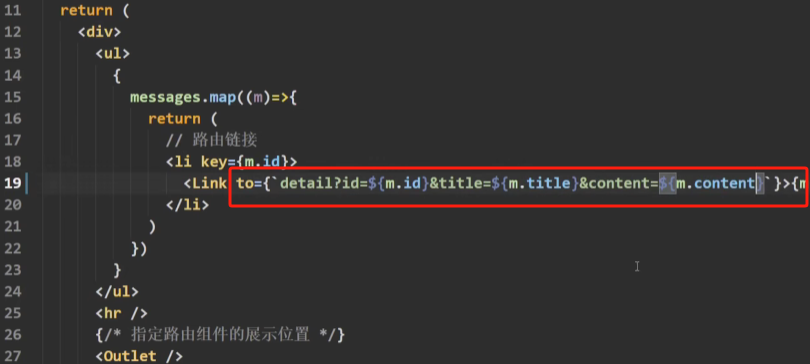 11 return (
12 <div>
13 <ul>
14 {
15 messages.map((m)=>{
16 return (
17 // 路由链接
18 <li key={m.id}>
19 <Link to={`detail?id=${m.id}&title=${m.title}&content=${m.content}`}>{m
20 </li>
21 )
22 })
23 }
24 </ul>
25 <hr />
26 {/* 指定路由组件的展示位置 */}
27 <Outlet />